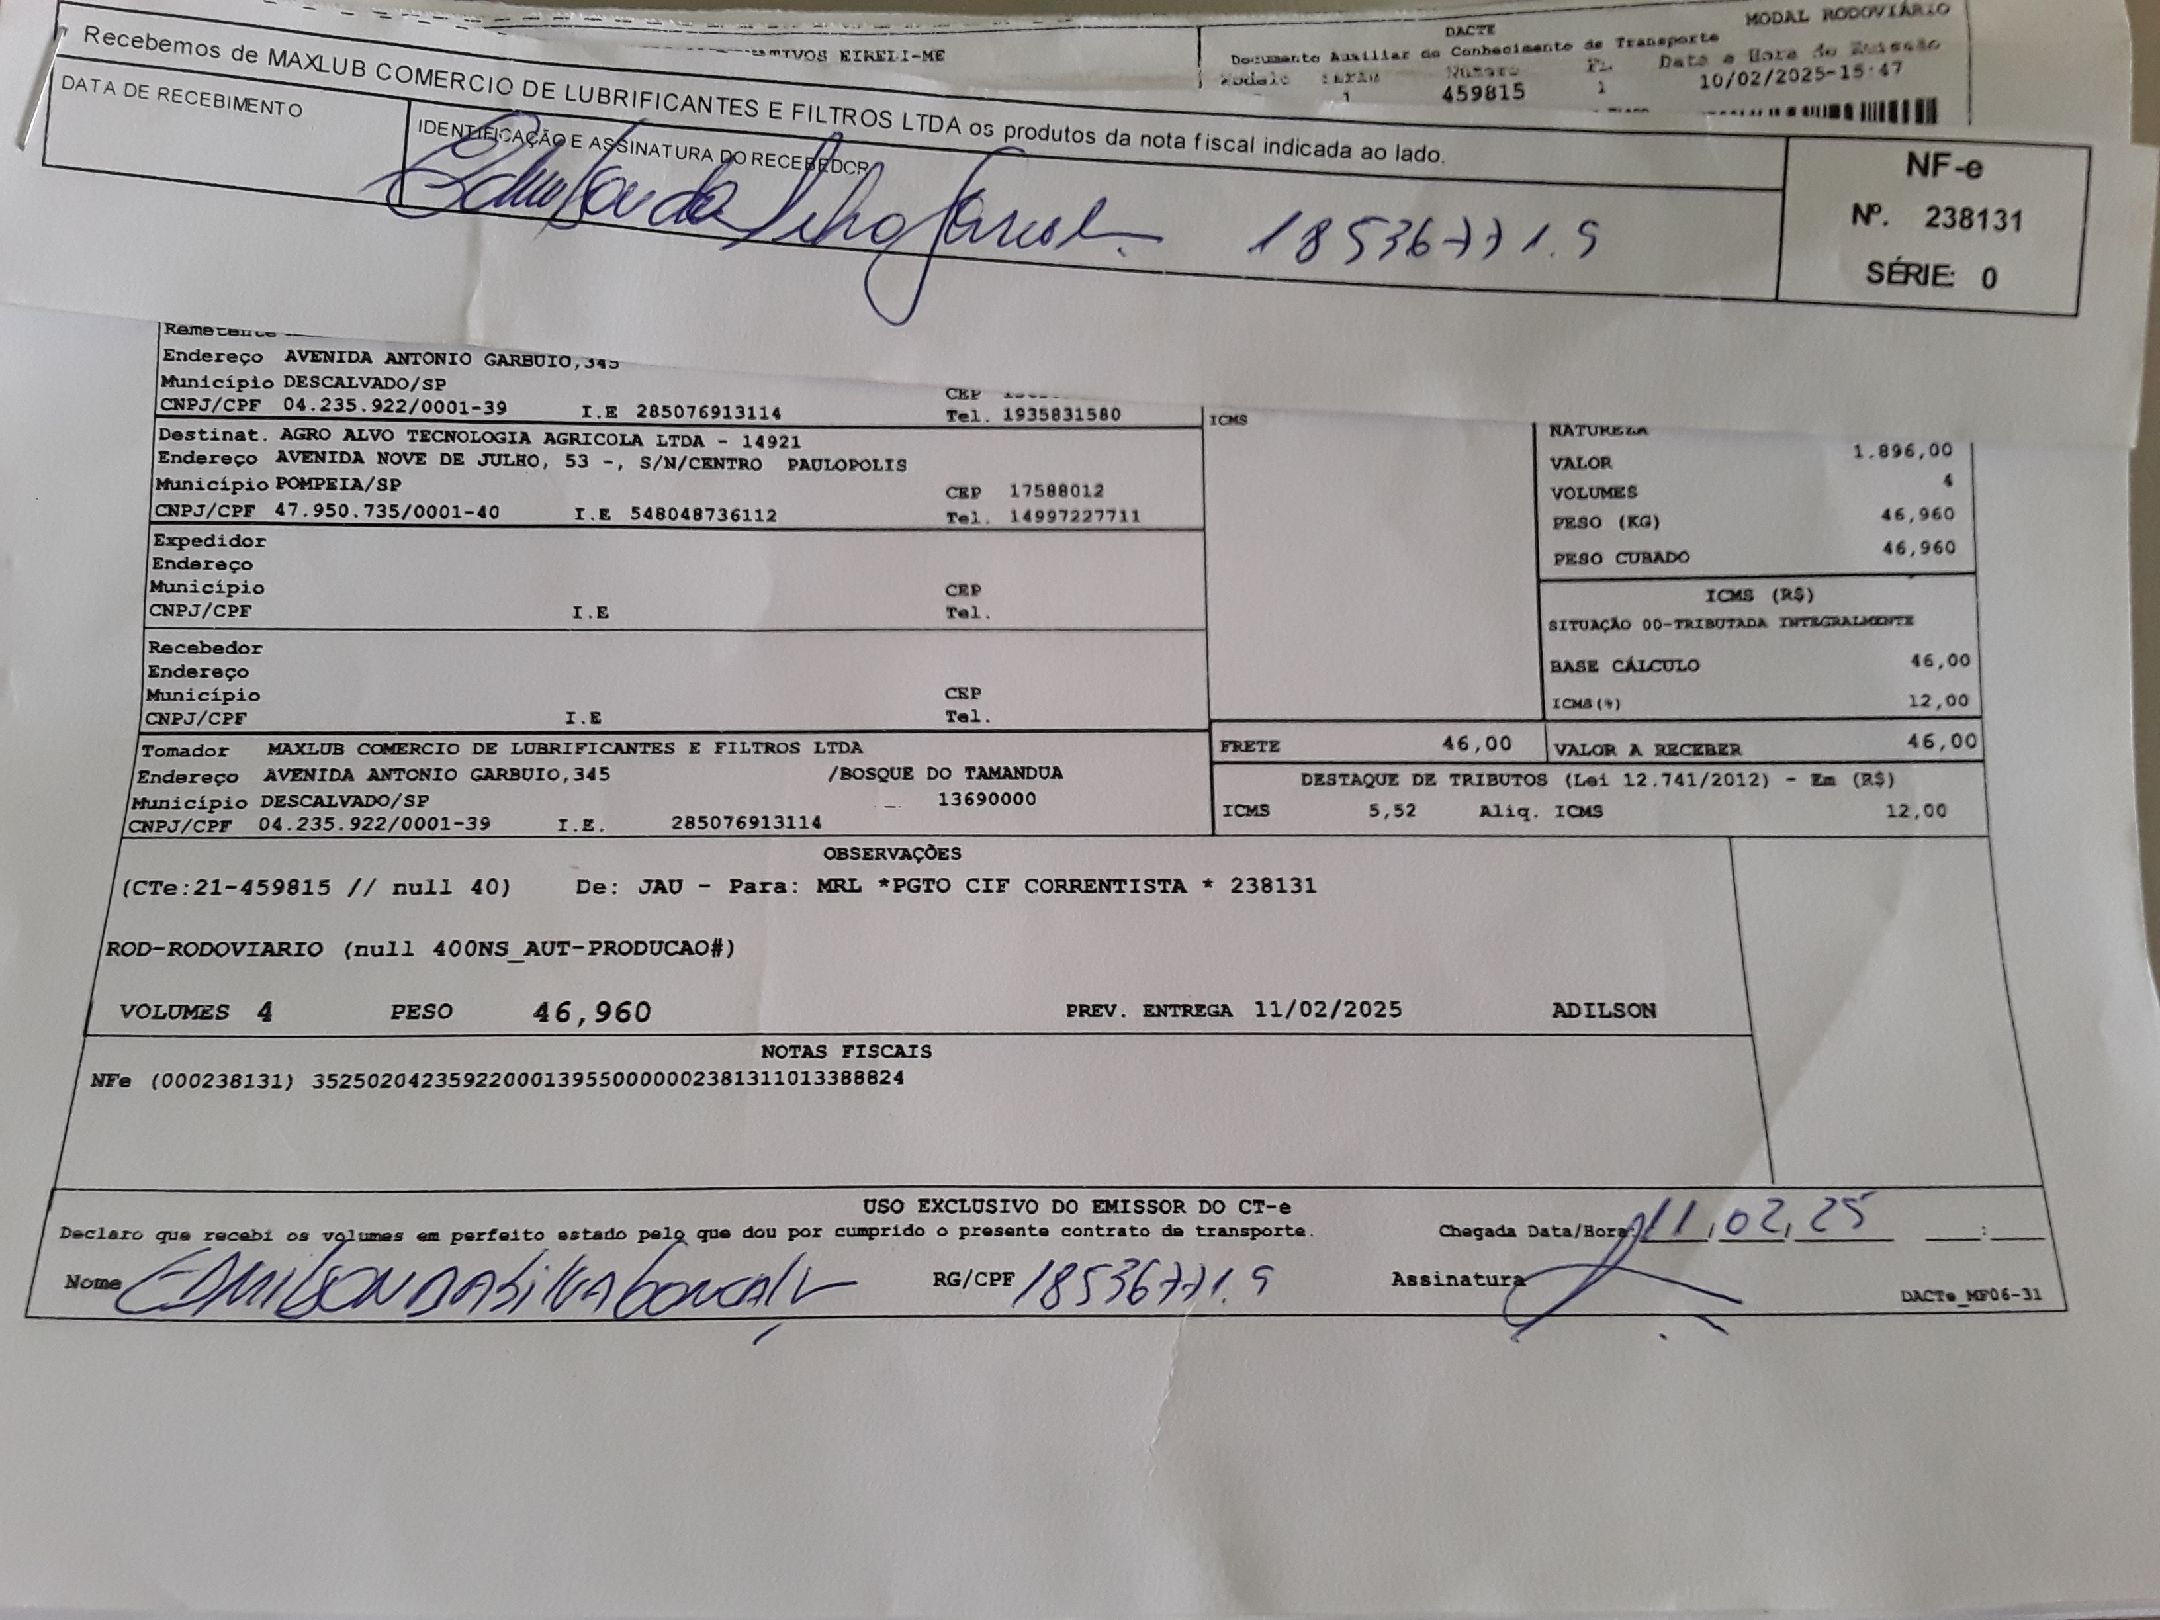 MODAL RODOVIÁRIO
DACTE
EIRELI-ME
Documento Auxiliar do Conhecimento de Transporte
Modelo Número FL. Data e Hora de Emissão
1 459815 1 10/02/2025-15:47
Recebemos de MAXLUB COMERCIO DE LUBRIFICANTES E FILTROS LTDA os produtos da nota fiscal indicada ao lado.
DATA DE RECEBIMENTO
IDENTIFICAÇÃO E ASSINATURA DO RECEBEDOR
185367771.9
NF-e
Nº. 238131
SÉRIE: 0
Remetente
Endereço AVENIDA ANTONIO GARBUIO,345
Município DESCALVADO/SP CEP
CNPJ/CPF 04.235.922/0001-39 I.E 285076913114 Tel. 1935831580
Destinat. AGRO ALVO TECNOLOGIA AGRICOLA LTDA - 14921
Endereço AVENIDA NOVE DE JULHO, 53 -, S/N/CENTRO PAULOPOLIS
Município POMPEIA/SP CEP 17588012
CNPJ/CPF 47.950.735/0001-40 I.E 548048736112 Tel. 14997227711
Expedidor
Endereço
Município CEP
CNPJ/CPF I.E Tel.
Recebedor
Endereço
Município CEP
CNPJ/CPF I.E Tel.
Tomador MAXLUB COMERCIO DE LUBRIFICANTES E FILTROS LTDA
Endereço AVENIDA ANTONIO GARBUIO,345 /BOSQUE DO TAMANDUA
Município DESCALVADO/SP 13690000
CNPJ/CPF 04.235.922/0001-39 I.E. 285076913114
ICMS
NATUREZA
VALOR 1.896,00
VOLUMES 4
PESO (KG) 46,960
PESO CUBADO 46,960
ICMS (R$)
SITUAÇÃO 00-TRIBUTADA INTEGRALMENTE
BASE CÁLCULO 46,00
ICMS(%) 12,00
FRETE 46,00 VALOR A RECEBER 46,00
DESTAQUE DE TRIBUTOS (Lei 12.741/2012) - Em (R$)
ICMS 5,52 Aliq. ICMS 12,00
OBSERVAÇÕES
(CTe:21-459815 // null 40) De: JAU - Para: MRL *PGTO CIF CORRENTISTA * 238131
ROD-RODOVIARIO (null 400NS_AUT-PRODUCAO#)
VOLUMES 4 PESO 46,960 PREV. ENTREGA 11/02/2025 ADILSON
NOTAS FISCAIS
NFe (000238131) 35250204235922000139550000002381311013388824
USO EXCLUSIVO DO EMISSOR DO CT-e
Declaro que recebi os volumes em perfeito estado pelo que dou por cumprido o presente contrato de transporte. Chegada Data/Hora: 11,02,25 :
Nome EDMILSON DA SILVA RG/CPF 18536771.9 Assinatura
DACTe_MF06-31